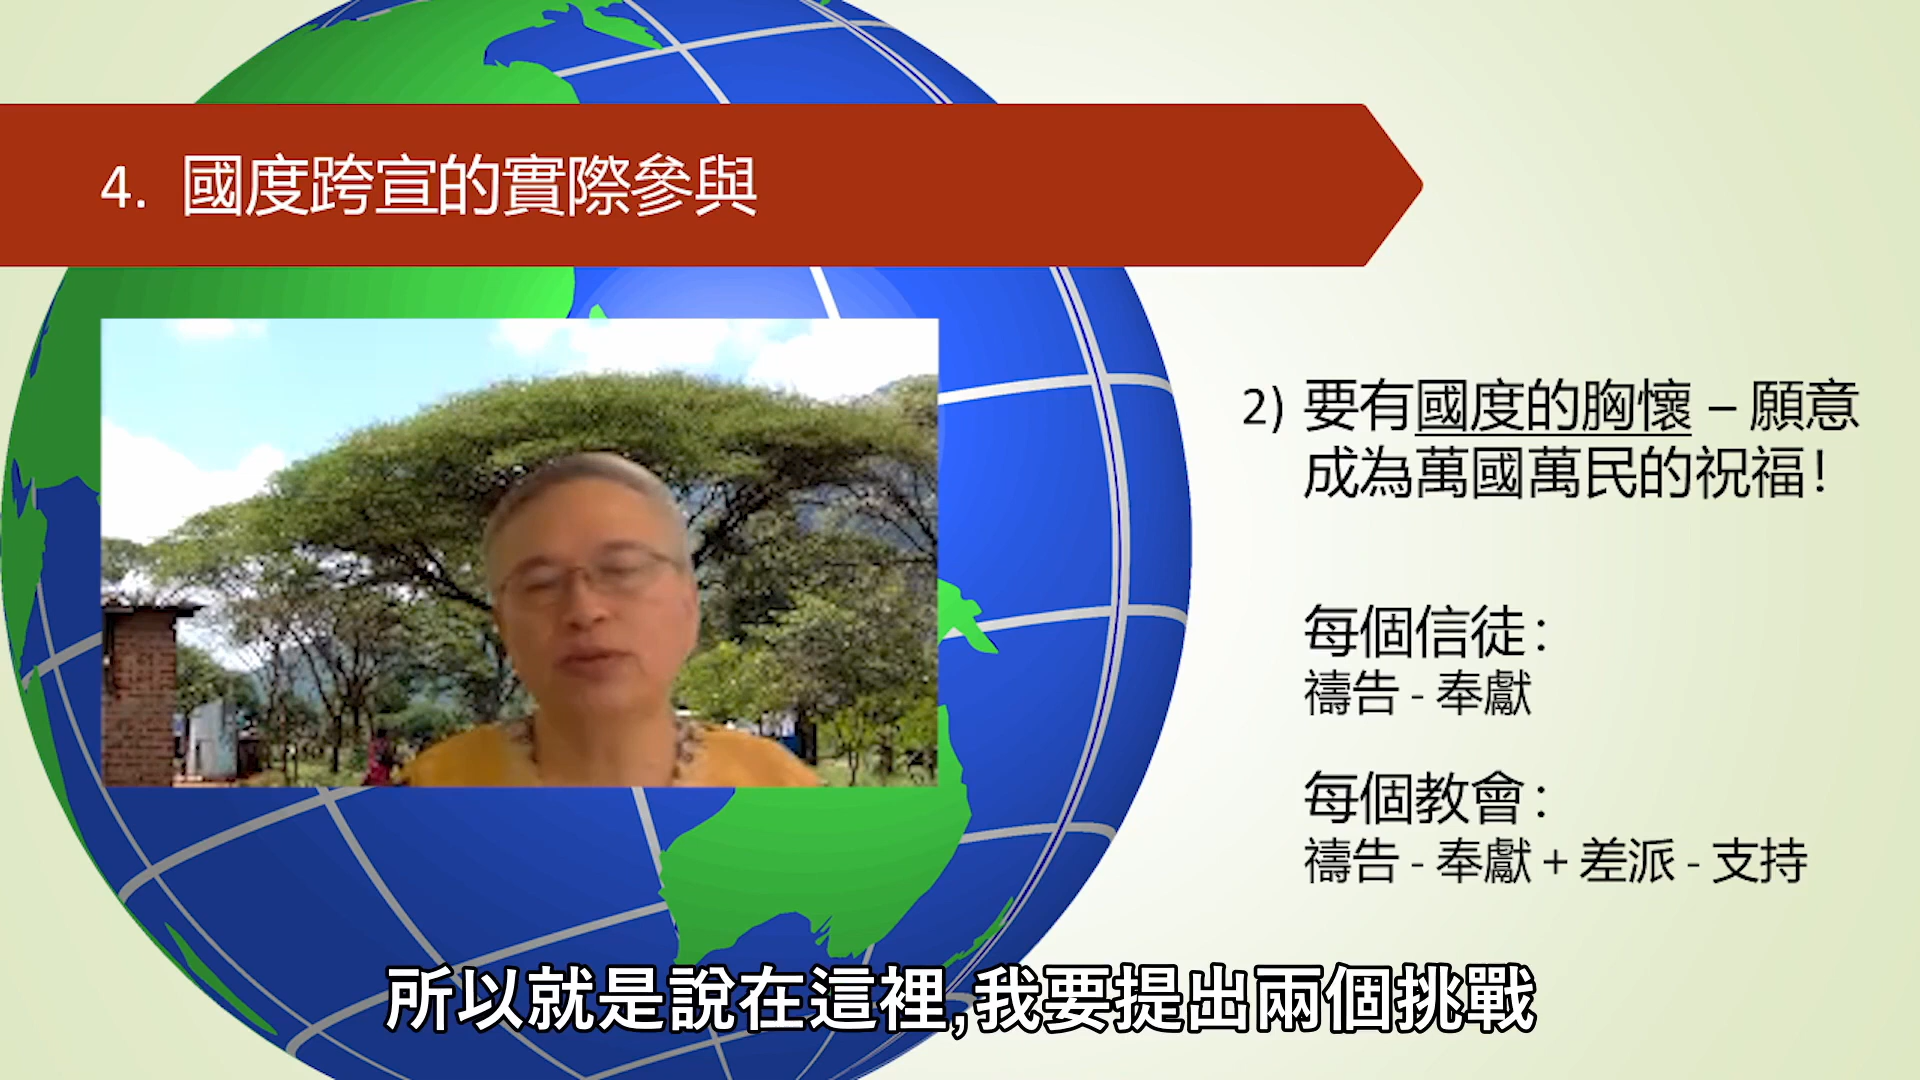 4. 國度跨宣的實際參與
2) 要有國度的胸懷 – 願意
成為萬國萬民的祝福！
每個信徒：
禱告 - 奉獻
每個教會：
禱告 - 奉獻 + 差派 - 支持
所以就是說在這裡,我要提出兩個挑戰